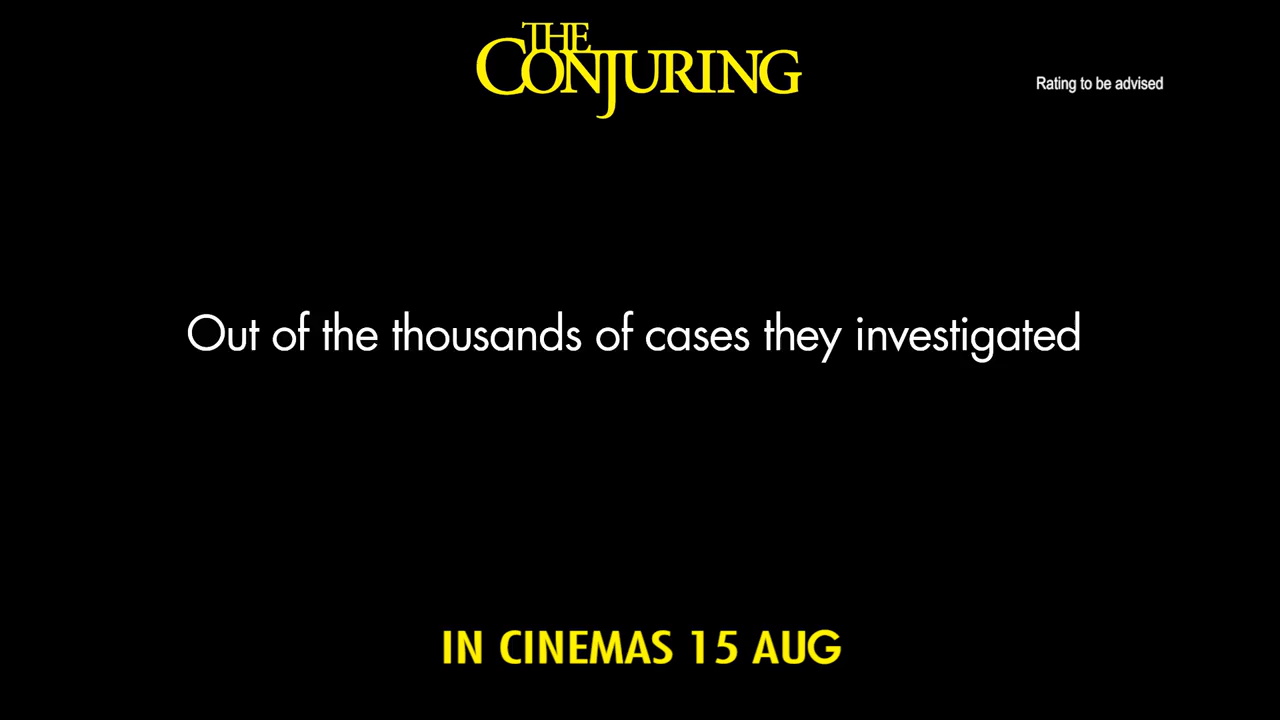 THE
CONJURING
Rating to be advised
Out of the thousands of cases they investigated
IN CINEMAS 15 AUG